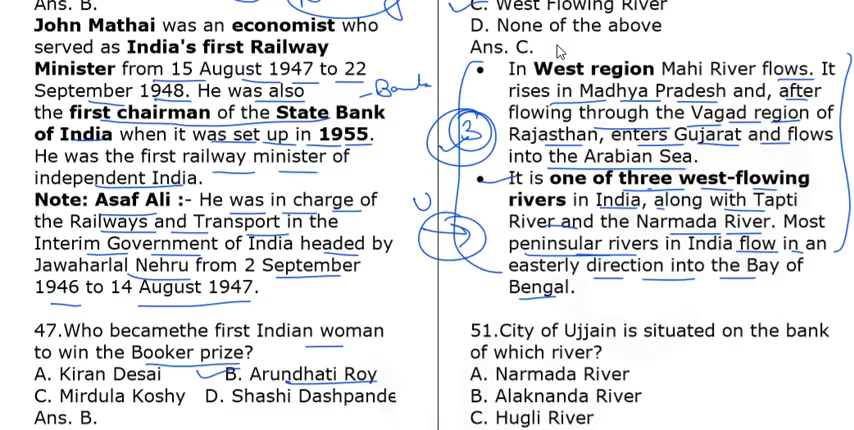 Ans. B.
John Mathai was an economist who
served as India's first Railway
Minister from 15 August 1947 to 22
September 1948. He was also
Bank
the first chairman of the State Bank
of India when it was set up in 1955.
He was the first railway minister of
independent India.
Note: Asaf Ali :- He was in charge of
the Railways and Transport in the
Interim Government of India headed by
Jawaharlal Nehru from 2 September
1946 to 14 August 1947.
47.Who becamethe first Indian woman
to win the Booker prize?
A. Kiran Desai B. Arundhati Roy
C. Mirdula Koshy D. Shashi Dashpande
Ans. B.
C. West Flowing River
D. None of the above
Ans. C.
• In West region Mahi River flows. It
rises in Madhya Pradesh and, after
flowing through the Vagad region of
3
Rajasthan, enters Gujarat and flows
into the Arabian Sea.
• It is one of three west-flowing
rivers in India, along with Tapti
River and the Narmada River. Most
peninsular rivers in India flow in an
easterly direction into the Bay of
Bengal.
51.City of Ujjain is situated on the bank
of which river?
A. Narmada River
B. Alaknanda River
C. Hugli River